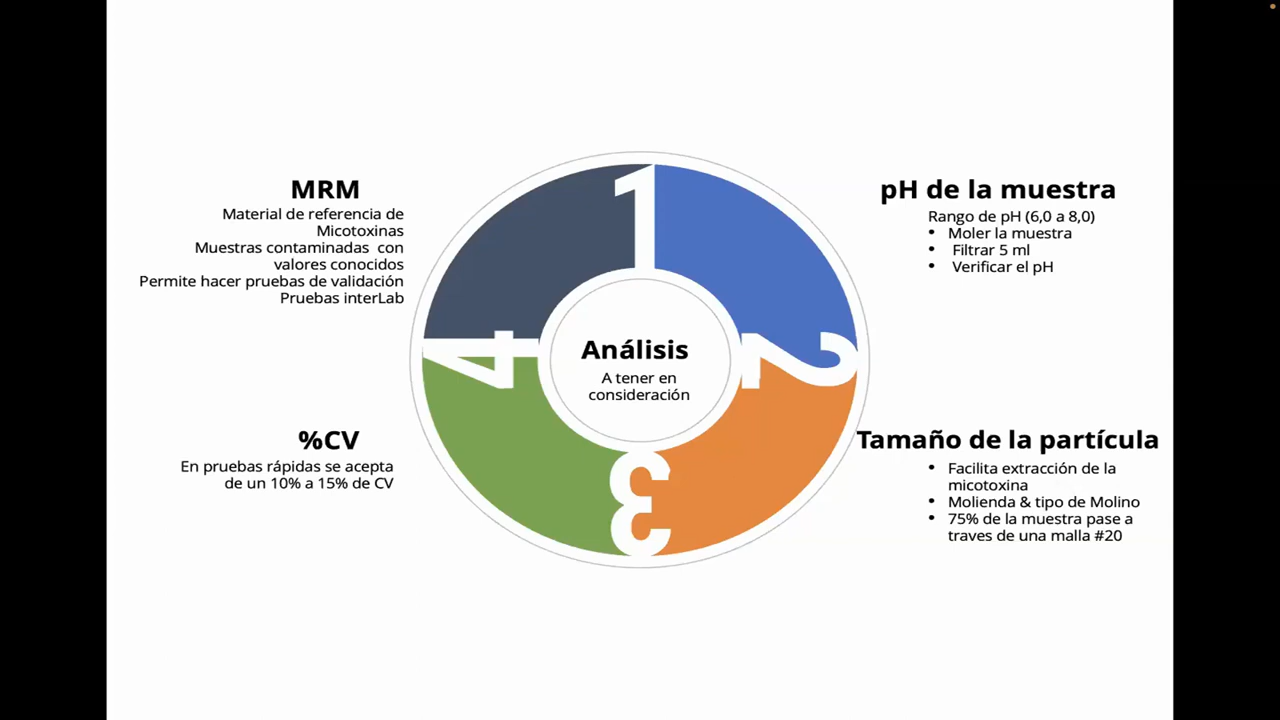 MRM
Material de referencia de
Micotoxinas
Muestras contaminadas con
valores conocidos
Permite hacer pruebas de validación
Pruebas interLab
pH de la muestra
Rango de pH (6,0 a 8,0)
• Moler la muestra
• Filtrar 5 ml
• Verificar el pH
1
2
3
4
Análisis
A tener en
consideración
%CV
En pruebas rápidas se acepta
de un 10% a 15% de CV
Tamaño de la partícula
• Facilita extracción de la
micotoxina
• Molienda & tipo de Molino
• 75% de la muestra pase a
traves de una malla #20